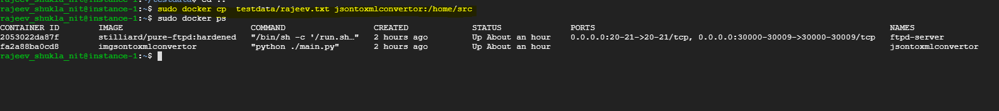 rajeev_shukla_nit@instance-1:~/testdata$ cd ..
rajeev_shukla_nit@instance-1:~$ sudo docker cp  testdata/rajeev.txt jsontoxmlconvertor:/home/src
rajeev_shukla_nit@instance-1:~$ sudo docker ps
CONTAINER ID        IMAGE                          COMMAND                  CREATED             STATUS              PORTS                                                              NAMES
2053022da87f        stilliard/pure-ftpd:hardened   "/bin/sh -c '/run.sh…"   2 hours ago         Up About an hour    0.0.0.0:20-21->20-21/tcp, 0.0.0.0:30000-30009->30000-30009/tcp   ftpd-server
fa2a88ba0cd8        imgsontoxmlconvertor           "python ./main.py"       2 hours ago         Up About an hour                                                                       jsontoxmlconvertor
rajeev_shukla_nit@instance-1:~$